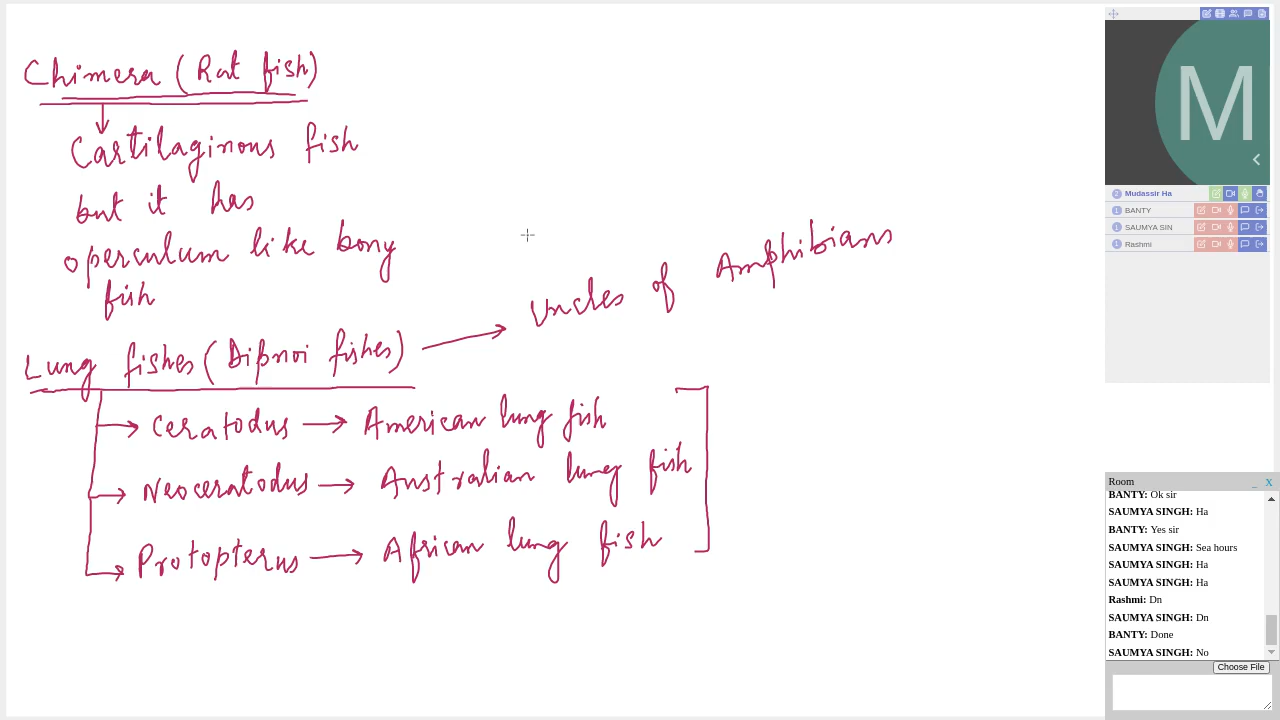 Chimera (Rat fish)
Cartilaginous fish
but it has
operculum like bony
fish
Lung fishes (Dipnoi fishes) → Uncles of Amphibians
Ceratodus → American lung fish
Neoceratodus → Australian lung fish
Protopterus → African lung fish
M
Mudassir Ha
BANTY
SAUMYA SIN
Rashmi
Room _ X
BANTY: Ok sir
SAUMYA SINGH: Ha
BANTY: Yes sir
SAUMYA SINGH: Sea hours
SAUMYA SINGH: Ha
SAUMYA SINGH: Ha
Rashmi: Dn
SAUMYA SINGH: Dn
BANTY: Done
SAUMYA SINGH: No
Choose File